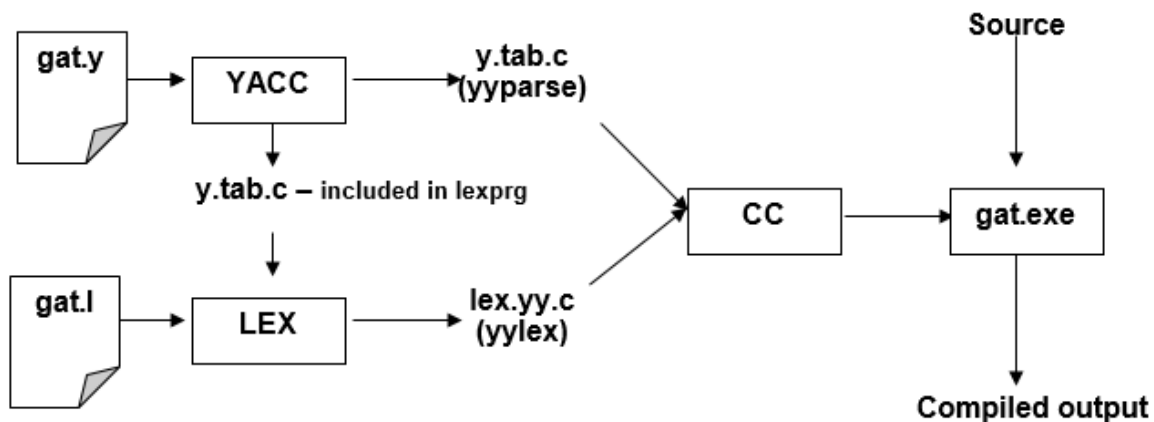 gat.y
YACC
y.tab.c
(yyparse)
Source
y.tab.c – included in lexprg
CC
gat.exe
gat.l
LEX
lex.yy.c
(yylex)
Compiled output